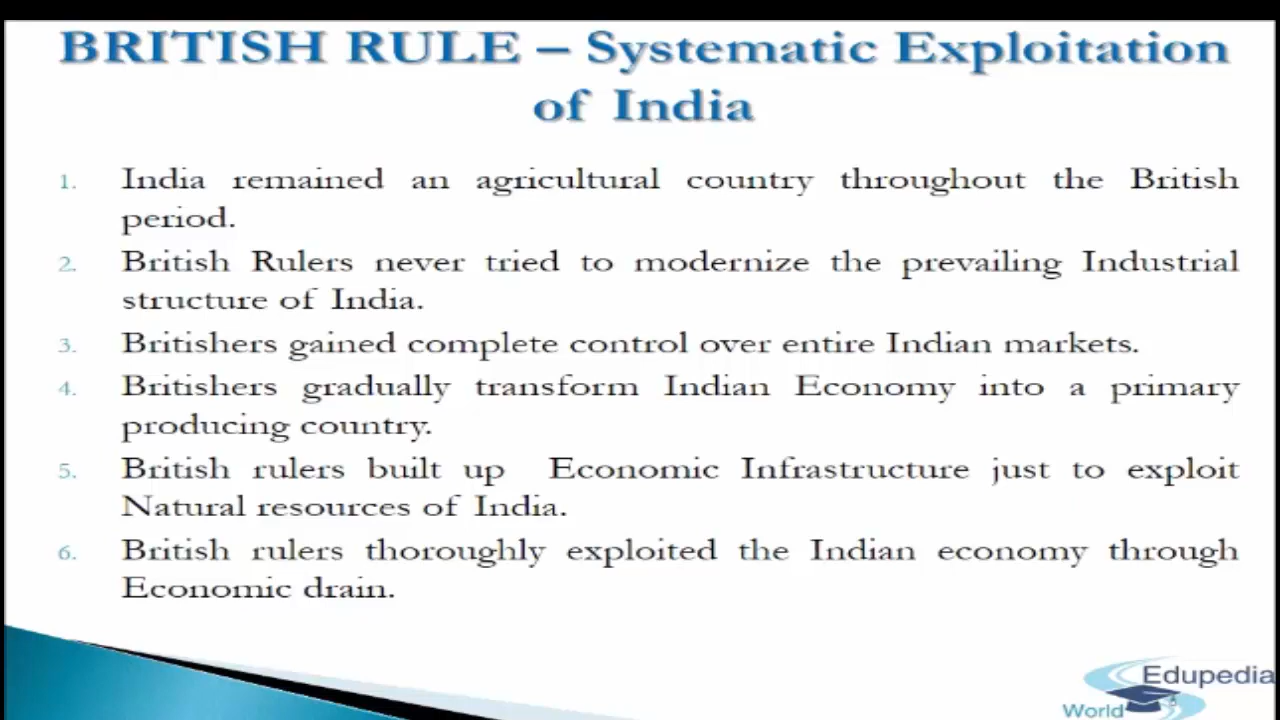 BRITISH RULE – Systematic Exploitation
of India
1. India remained an agricultural country throughout the British
period.
2. British Rulers never tried to modernize the prevailing Industrial
structure of India.
3. Britishers gained complete control over entire Indian markets.
4. Britishers gradually transform Indian Economy into a primary
producing country.
5. British rulers built up Economic Infrastructure just to exploit
Natural resources of India.
6. British rulers thoroughly exploited the Indian economy through
Economic drain.
Edupedia
World